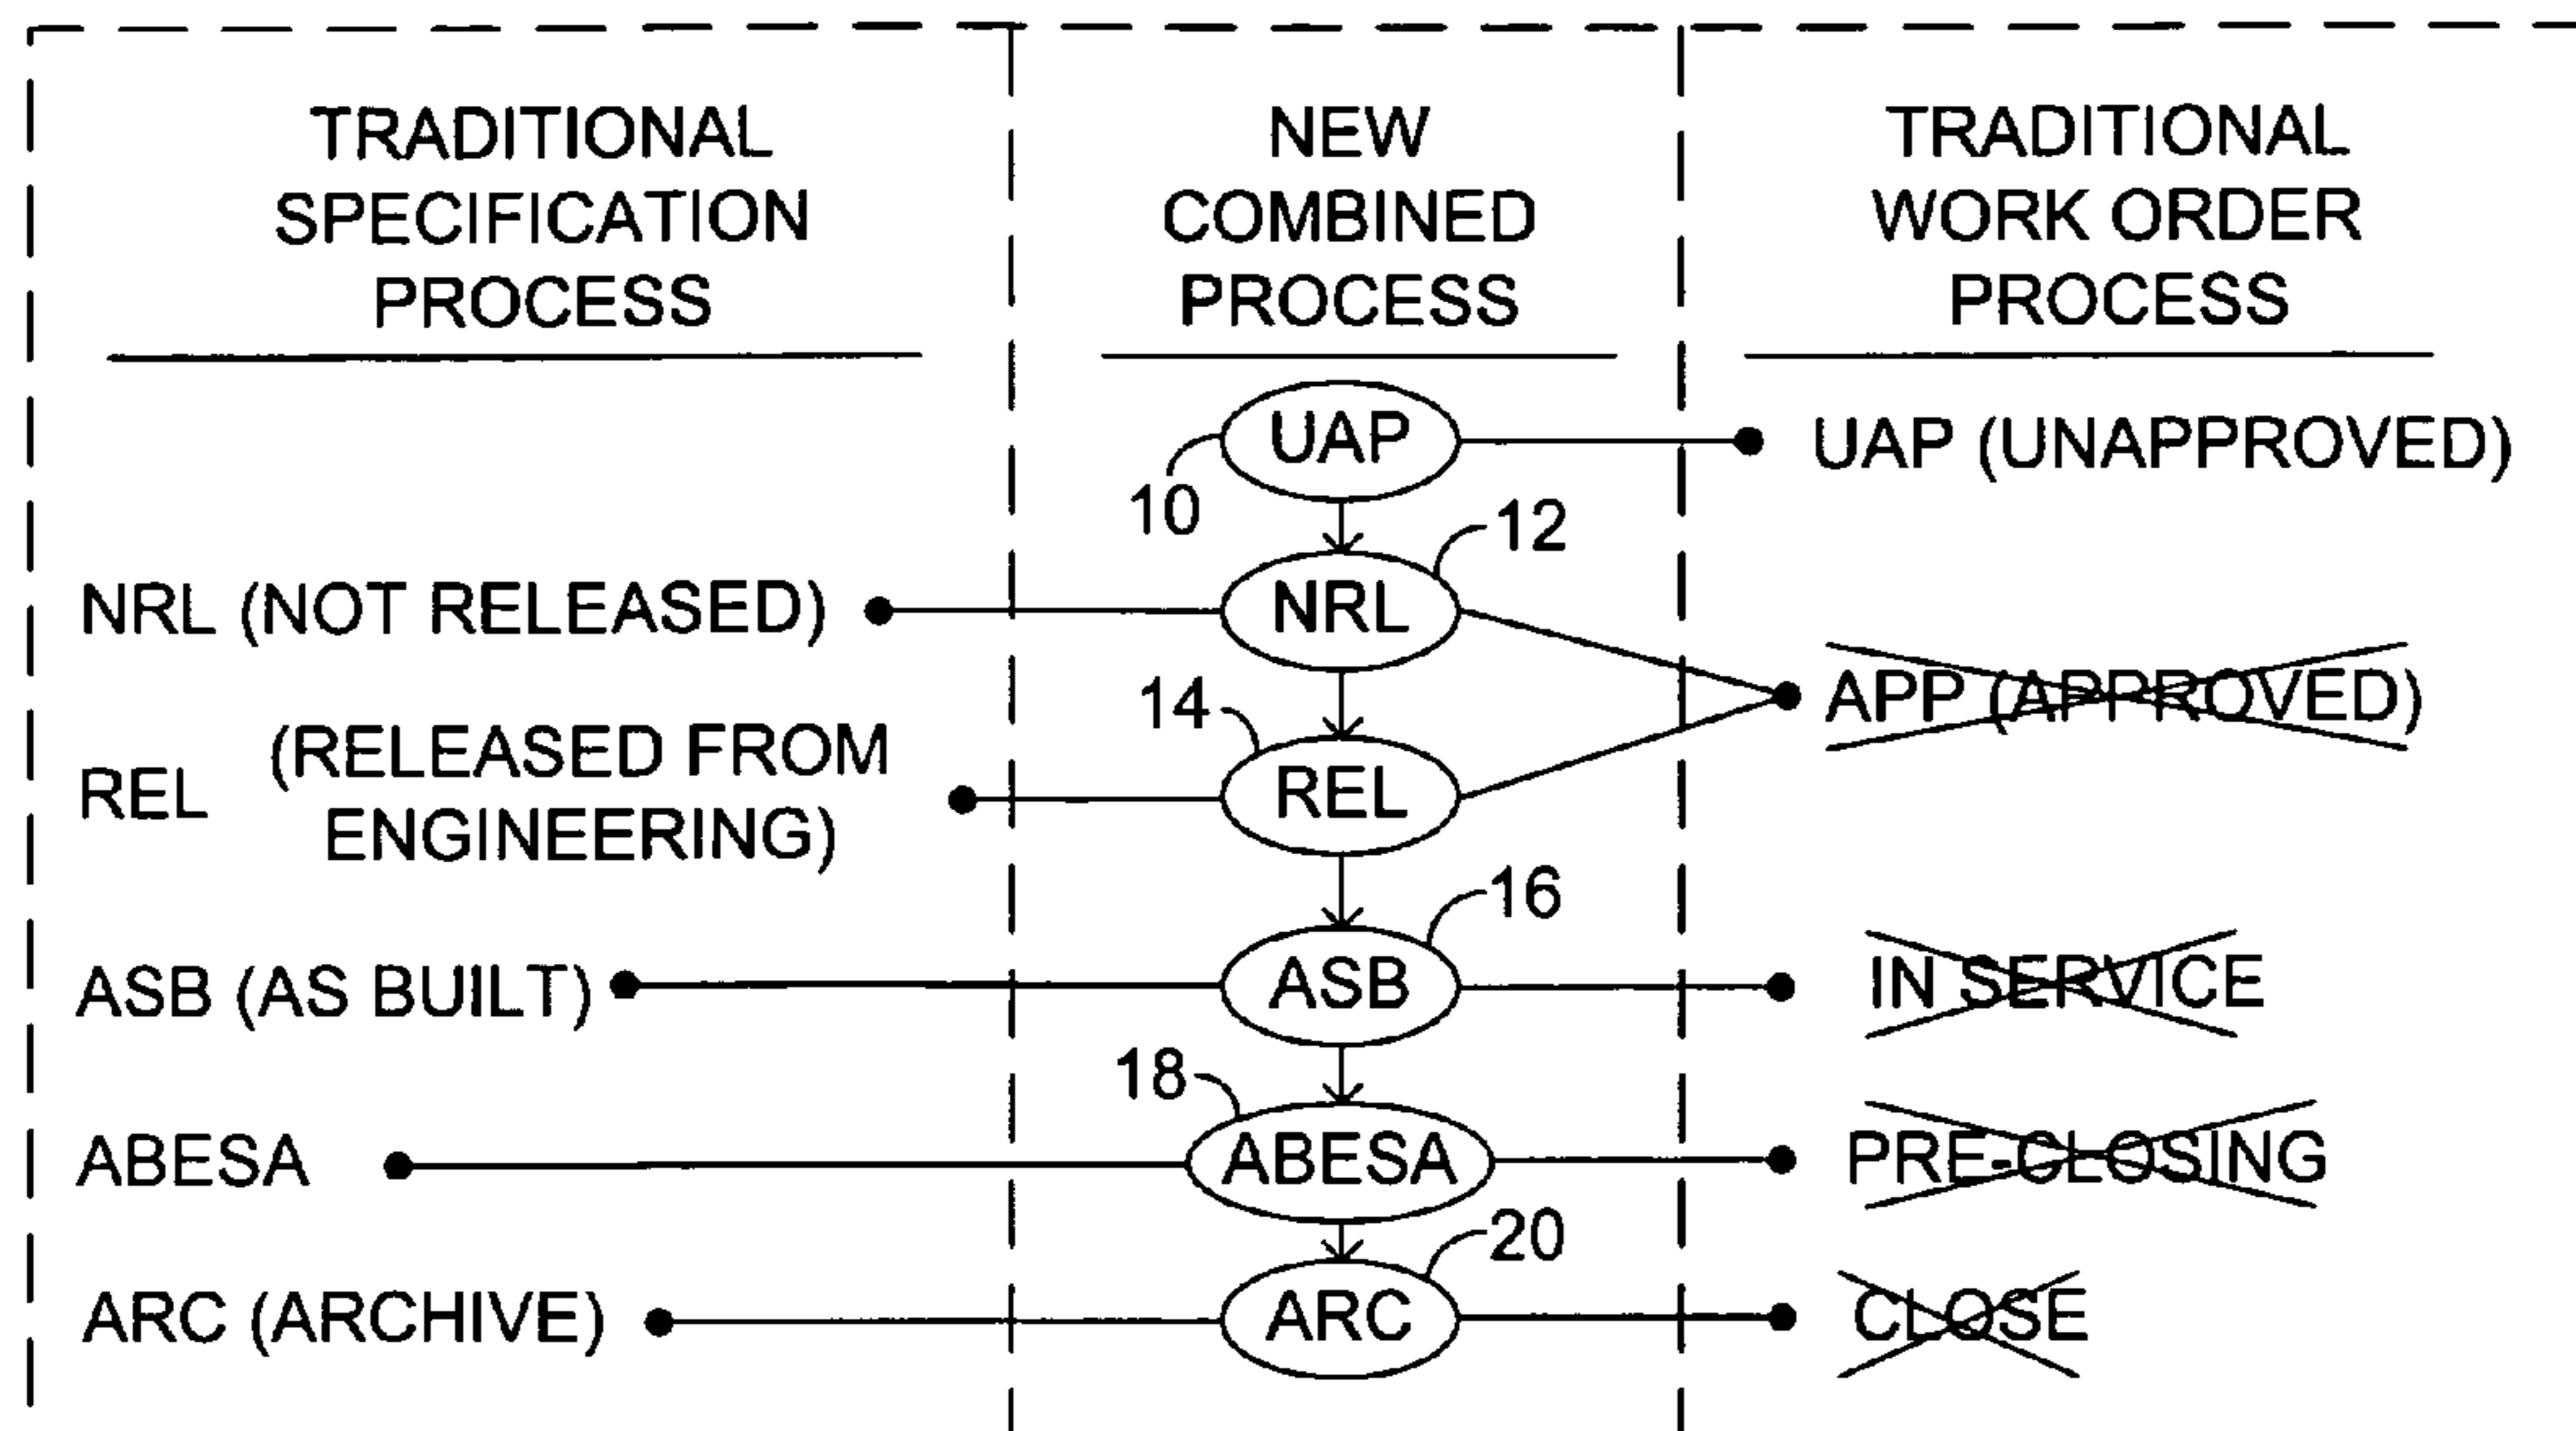 TRADITIONAL
SPECIFICATION
PROCESS
NEW
COMBINED
PROCESS
TRADITIONAL
WORK ORDER
PROCESS
UAP
UAP (UNAPPROVED)
10
12
NRL (NOT RELEASED)
NRL
APP (APPROVED)
14
REL
(RELEASED FROM
ENGINEERING)
REL
16
ASB (AS BUILT)
ASB
IN SERVICE
18
ABESA
ABESA
PRE-CLOSING
20
ARC (ARCHIVE)
ARC
CLOSE